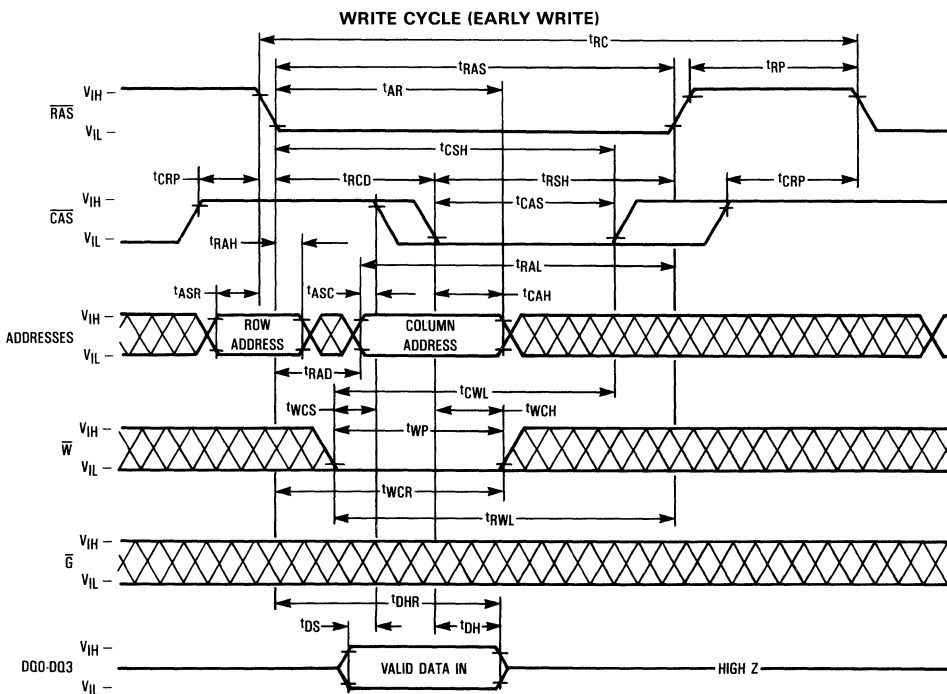 WRITE CYCLE (EARLY WRITE)
tRC
tRAS
tRP
tAR
VIH
RAS
VIL
tCSH
tCRP
tRCD
tRSH
tCRP
VIH
tCAS
CAS
VIL
tRAH
tRAL
tASR
tASC
tCAH
VIH
ADDRESSES
ROW ADDRESS
COLUMN ADDRESS
VIL
tRAD
tCWL
tWCS
tWCH
VIH
tWP
W
VIL
tWCR
tRWL
VIH
G
VIL
tDHR
tDS
tDH
VIH
DQ0-DQ3
VALID DATA IN
HIGH Z
VIL